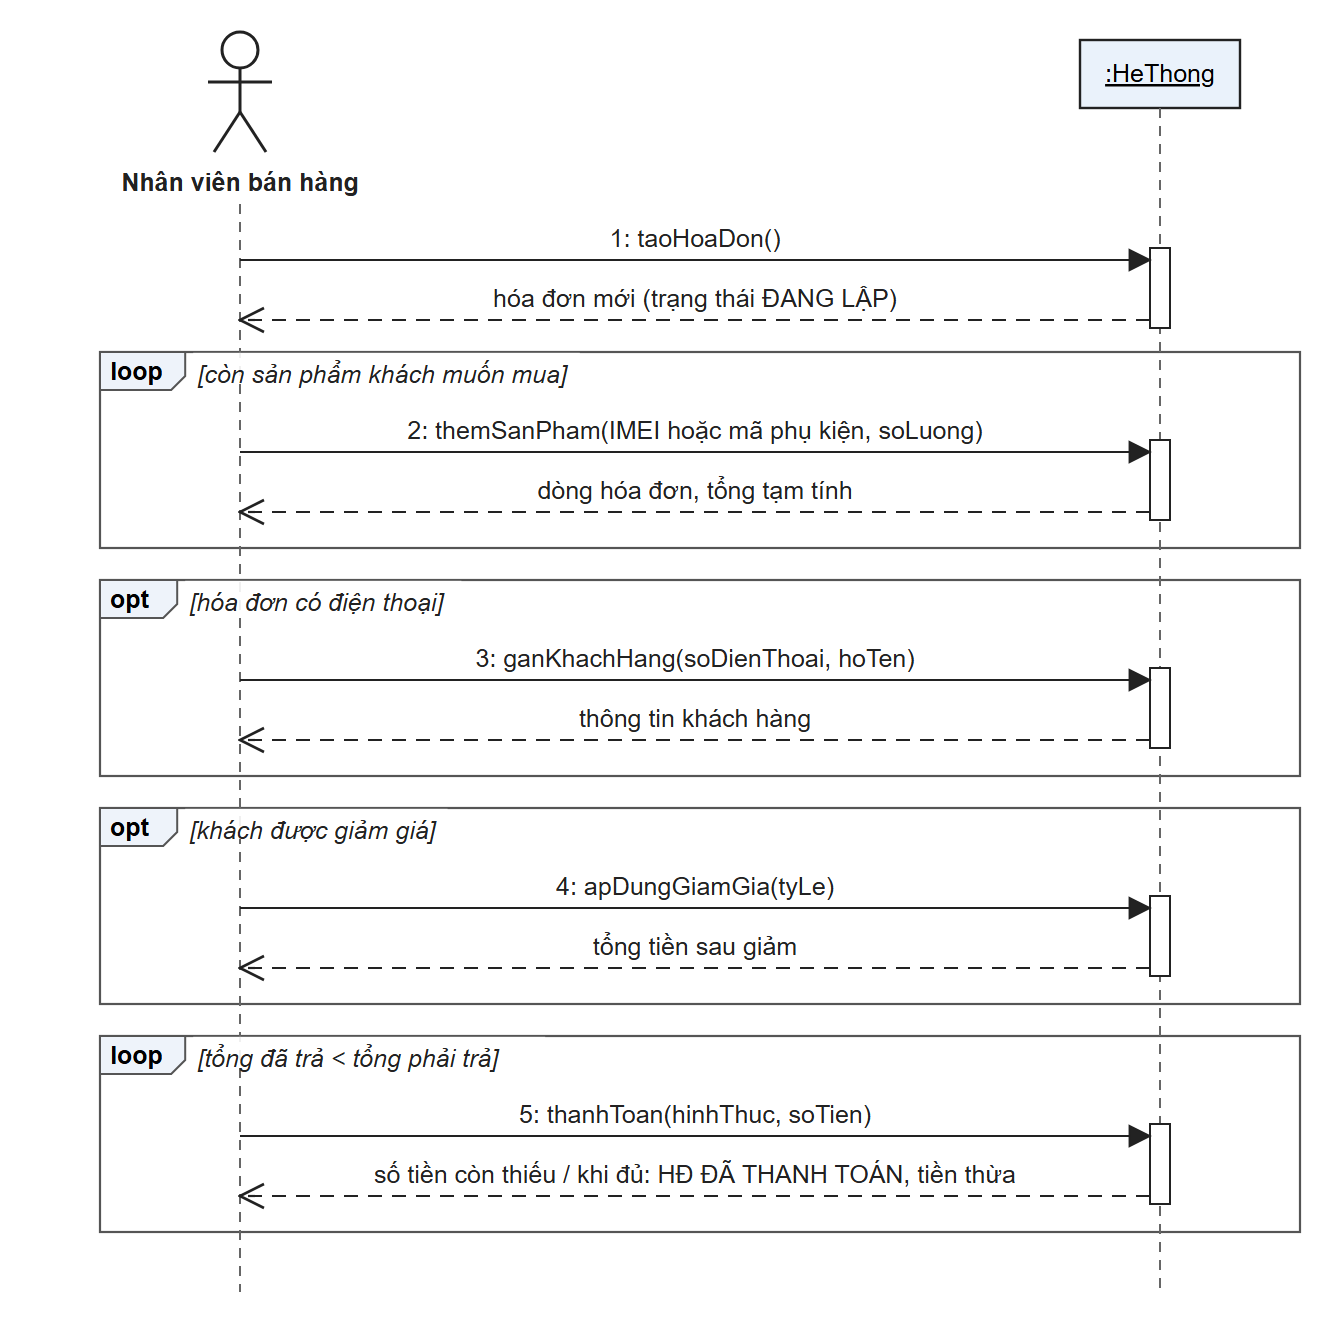 :HeThong
Nhân viên bán hàng
1: taoHoaDon()
hóa đơn mới (trạng thái ĐANG LẬP)
loop [còn sản phẩm khách muốn mua]
2: themSanPham(IMEI hoặc mã phụ kiện, soLuong)
dòng hóa đơn, tổng tạm tính
opt [hóa đơn có điện thoại]
3: ganKhachHang(soDienThoai, hoTen)
thông tin khách hàng
opt [khách được giảm giá]
4: apDungGiamGia(tyLe)
tổng tiền sau giảm
loop [tổng đã trả < tổng phải trả]
5: thanhToan(hinhThuc, soTien)
số tiền còn thiếu / khi đủ: HĐ ĐÃ THANH TOÁN, tiền thừa